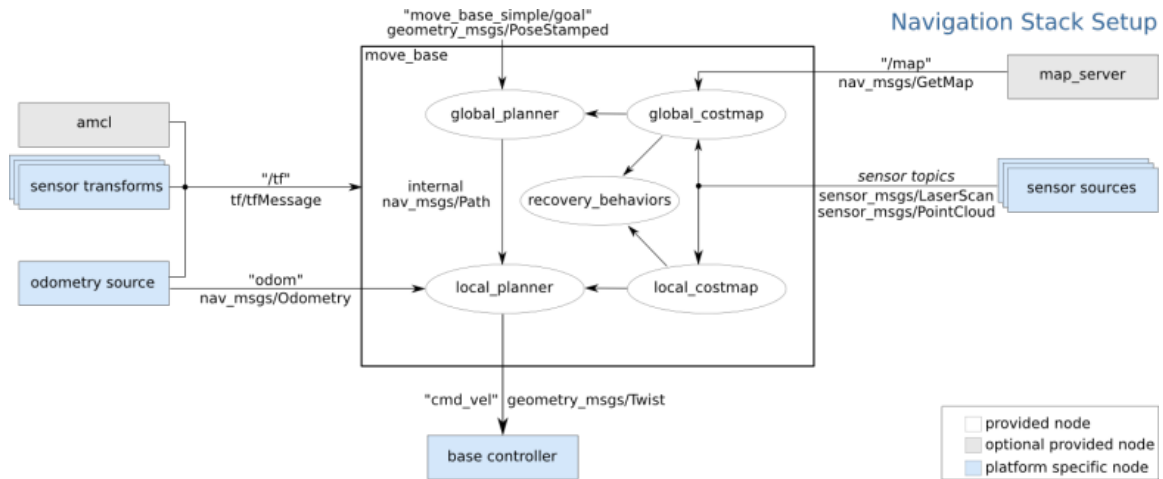 Navigation Stack Setup
"move_base_simple/goal"
geometry_msgs/PoseStamped
move_base
"/map"
nav_msgs/GetMap
map_server
amcl
global_planner
global_costmap
sensor transforms
"/tf"
tf/tfMessage
internal
nav_msgs/Path
recovery_behaviors
sensor topics
sensor_msgs/LaserScan
sensor_msgs/PointCloud
sensor sources
odometry source
"odom"
nav_msgs/Odometry
local_planner
local_costmap
"cmd_vel"
geometry_msgs/Twist
base controller
provided node
optional provided node
platform specific node